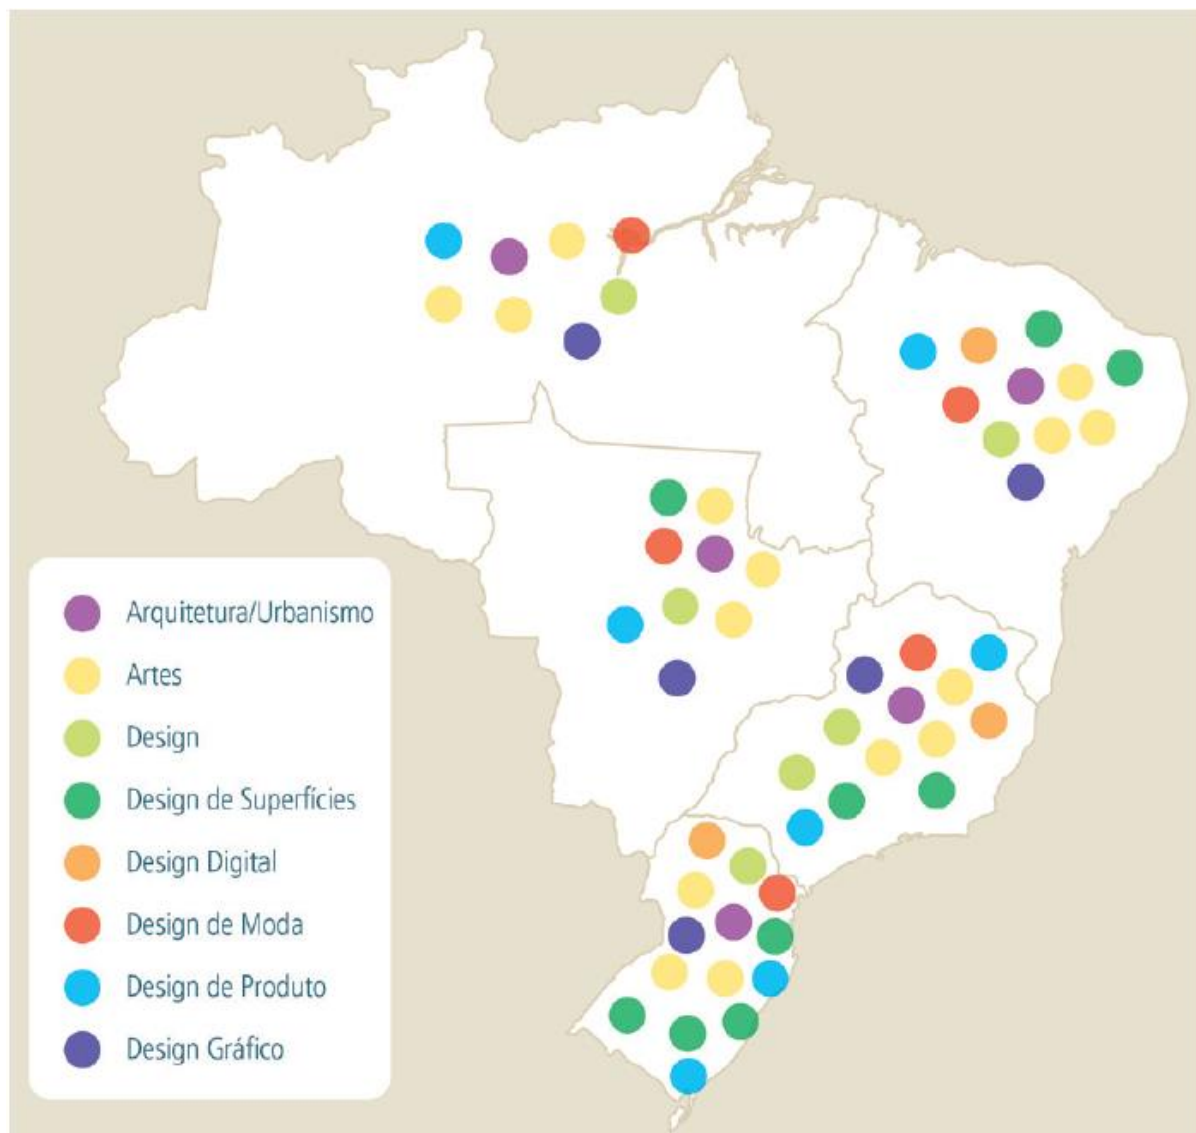 Arquitetura/Urbanismo
Artes
Design
Design de Superfícies
Design Digital
Design de Moda
Design de Produto
Design Gráfico